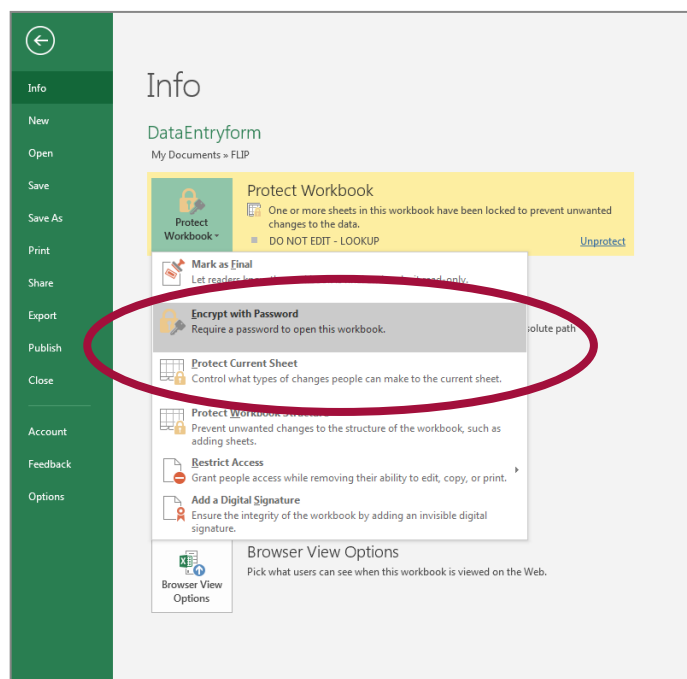 Info
New
Open
Save
Save As
Print
Share
Export
Publish
Close
Account
Feedback
Options
Info
DataEntryform
My Documents » FLIP
Protect Workbook
Protect Workbook
One or more sheets in this workbook have been locked to prevent unwanted
changes to the data.
DO NOT EDIT - LOOKUP
Unprotect
Mark as Final
Let readers know
read-only.
Encrypt with Password
Require a password to open this workbook.
solute path
Protect Current Sheet
Control what types of changes people can make to the current sheet.
Protect Workbook Structure
Prevent unwanted changes to the structure of the workbook, such as
adding sheets.
Restrict Access
Grant people access while removing their ability to edit, copy, or print.
Add a Digital Signature
Ensure the integrity of the workbook by adding an invisible digital
signature.
Browser View
Options
Browser View Options
Pick what users can see when this workbook is viewed on the Web.